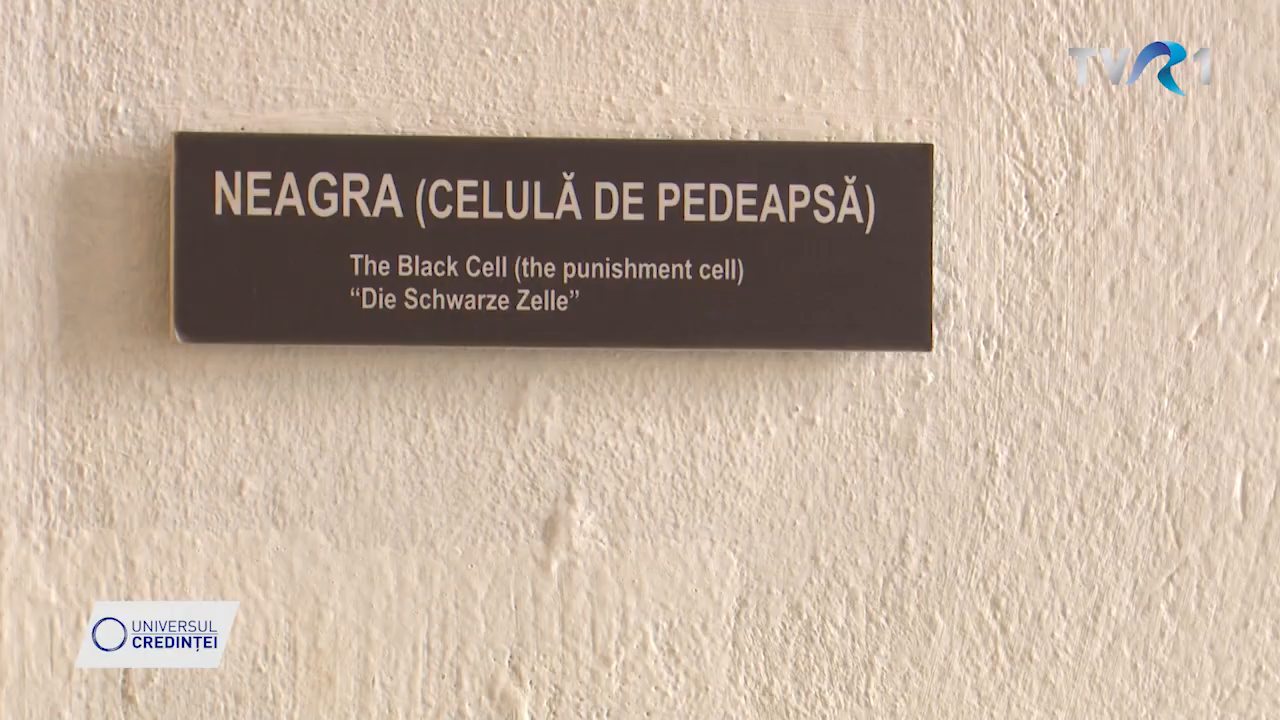 TVR1
NEAGRA (CELULĂ DE PEDEAPSĂ)
The Black Cell (the punishment cell)
“Die Schwarze Zelle”
UNIVERSUL
CREDINȚEI